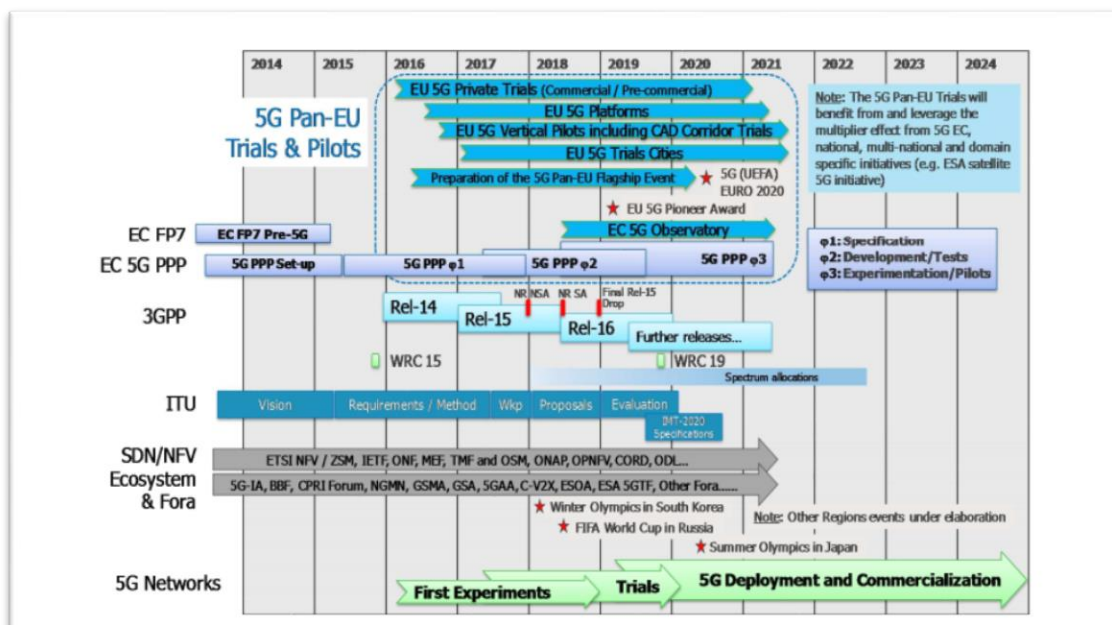 2014 2015 2016 2017 2018 2019 2020 2021 2022 2023 2024
5G Pan-EU
Trials & Pilots
EU 5G Private Trials (Commercial / Pre-commercial)
EU 5G Platforms
EU 5G Vertical Pilots including CAD Corridor Trials
EU 5G Trials Cities
Preparation of the 5G Pan-EU Flagship Event
5G (UEFA)
EURO 2020
EU 5G Pioneer Award
Note: The 5G Pan-EU Trials will
benefit from and leverage the
multiplier effect from 5G EC,
national, multi-national and domain
specific initiatives (e.g. ESA satellite
5G initiative)
EC FP7
EC FP7 Pre-5G
EC 5G Observatory
EC 5G PPP
5G PPP Set-up
5G PPP φ1
5G PPP φ2
5G PPP φ3
φ1: Specification
φ2: Development/Tests
φ3: Experimentation/Pilots
3GPP
Rel-14
Rel-15
Rel-16
NR NSA
NR SA
Final Rel-15
Drop
Further releases...
WRC 15
WRC 19
Spectrum allocations
ITU
Vision
Requirements / Method
Wkp
Proposals
Evaluation
IMT-2020
Specifications
SDN/NFV
Ecosystem
& Fora
ETSI NFV / ZSM, IETF, ONF, MEF, TMF and OSM, ONAP, OPNFV, CORD, ODL...
5G-IA, BBF, CPRI Forum, NGMN, GSMA, GSA, 5GAA, C-V2X, ESOA, ESA 5GTF, Other Fora......
Winter Olympics in South Korea
FIFA World Cup in Russia
Note: Other Regions events under elaboration
Summer Olympics in Japan
5G Networks
First Experiments
Trials
5G Deployment and Commercialization